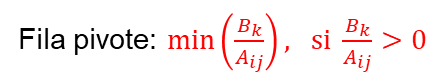 Fila pivote: min (B_k / A_ij), si B_k / A_ij > 0